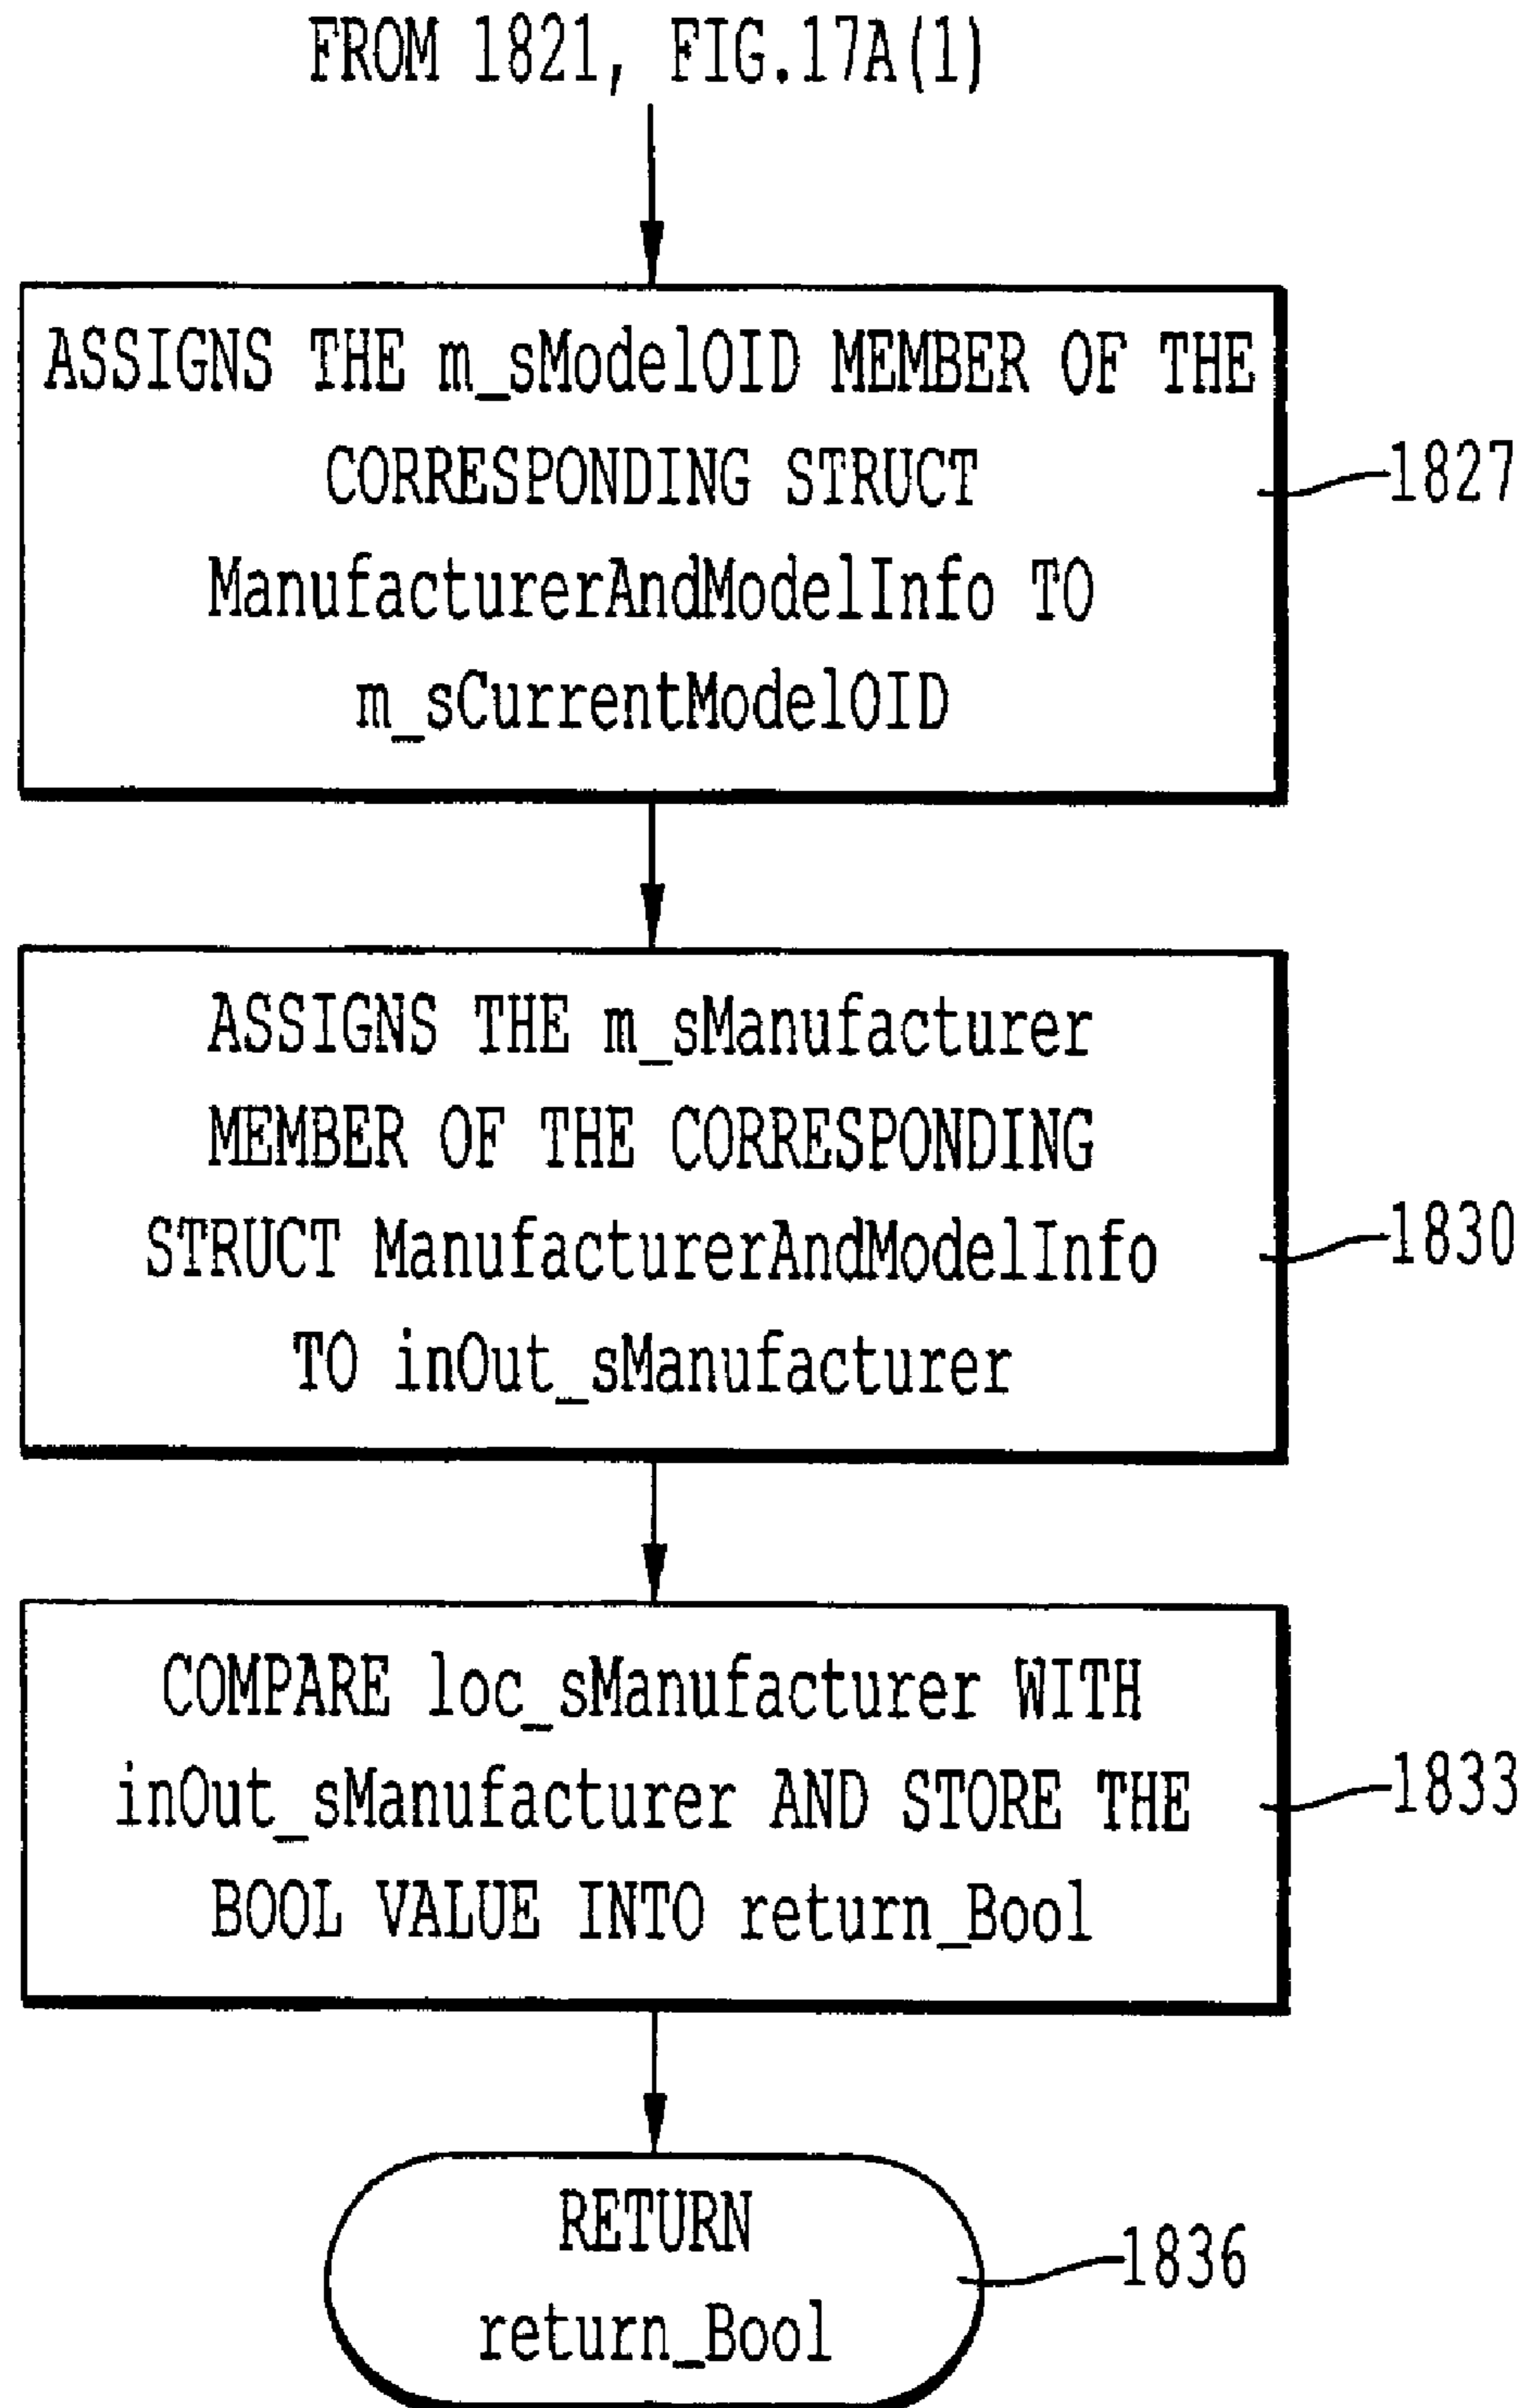 FROM 1821, FIG.17A(1)
ASSIGNS THE m_sModelOID MEMBER OF THE
CORRESPONDING STRUCT
ManufacturerAndModelInfo TO
m_sCurrentModelOID
1827
ASSIGNS THE m_sManufacturer
MEMBER OF THE CORRESPONDING
STRUCT ManufacturerAndModelInfo
TO inOut_sManufacturer
1830
COMPARE loc_sManufacturer WITH
inOut_sManufacturer AND STORE THE
BOOL VALUE INTO return_Bool
1833
RETURN
return_Bool
1836